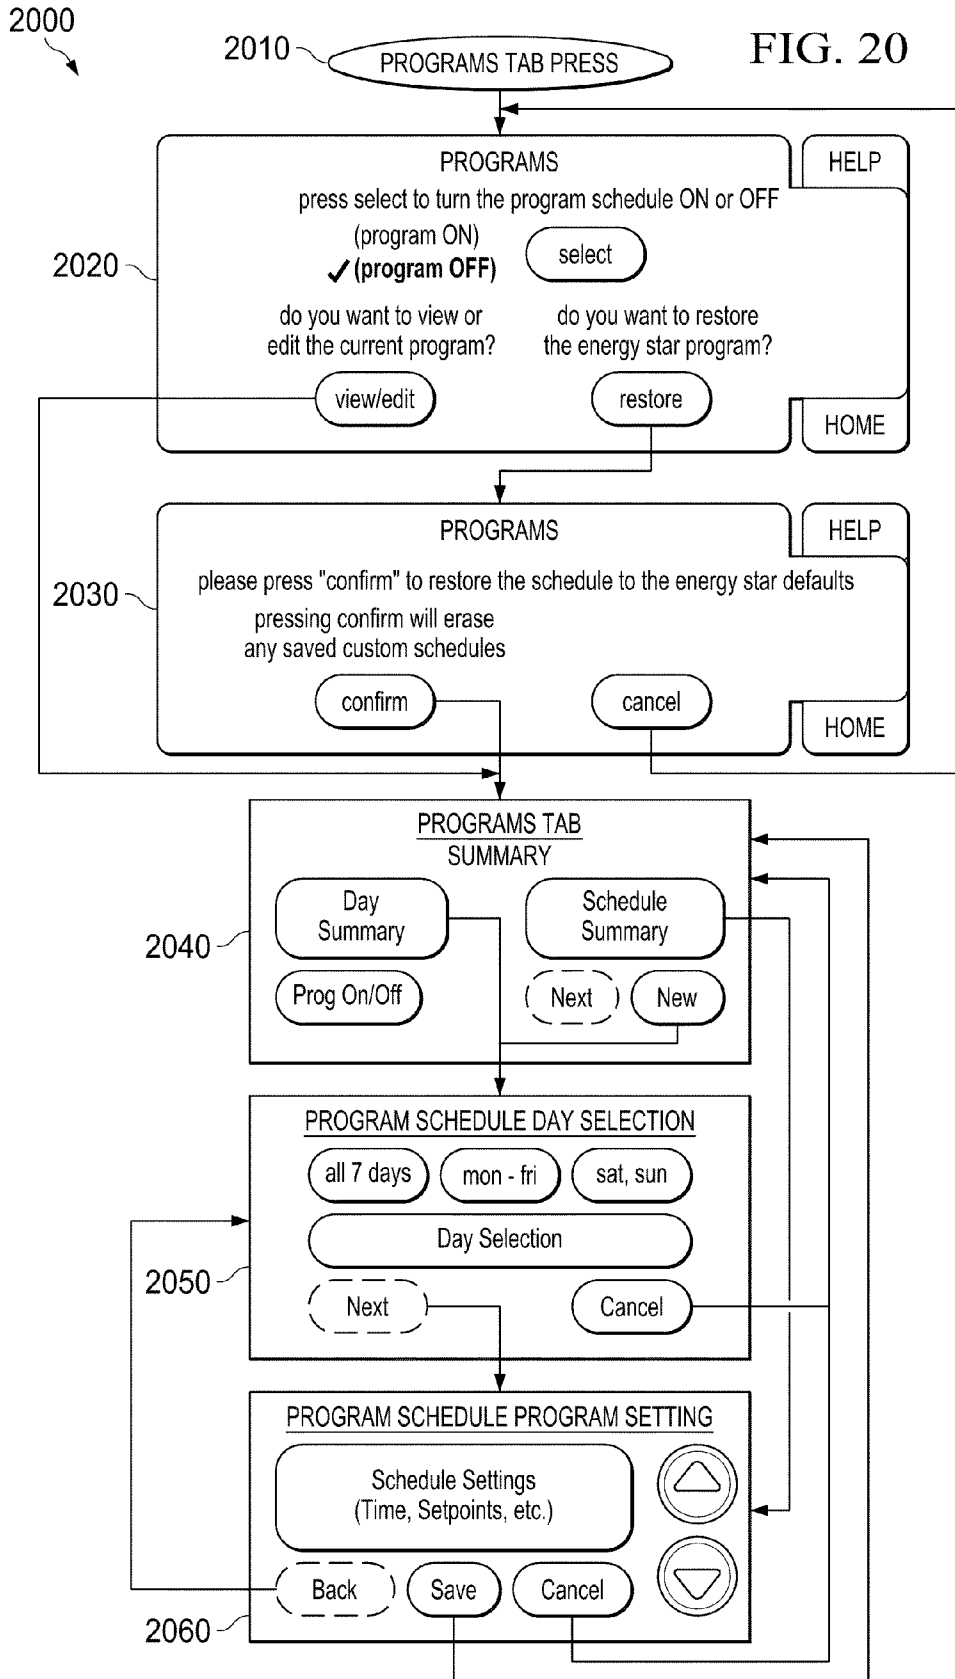 2000
2010
PROGRAMS TAB PRESS
FIG. 20
PROGRAMS
HELP
press select to turn the program schedule ON or OFF
(program ON)
✓ (program OFF)
select
2020
do you want to view or
edit the current program?
do you want to restore
the energy star program?
view/edit
restore
HOME
PROGRAMS
HELP
please press "confirm" to restore the schedule to the energy star defaults
2030
pressing confirm will erase
any saved custom schedules
confirm
cancel
HOME
PROGRAMS TAB
SUMMARY
Day
Summary
Schedule
Summary
2040
Prog On/Off
Next
New
PROGRAM SCHEDULE DAY SELECTION
all 7 days
mon - fri
sat, sun
Day Selection
2050
Next
Cancel
PROGRAM SCHEDULE PROGRAM SETTING
Schedule Settings
(Time, Setpoints, etc.)
Back
Save
Cancel
2060